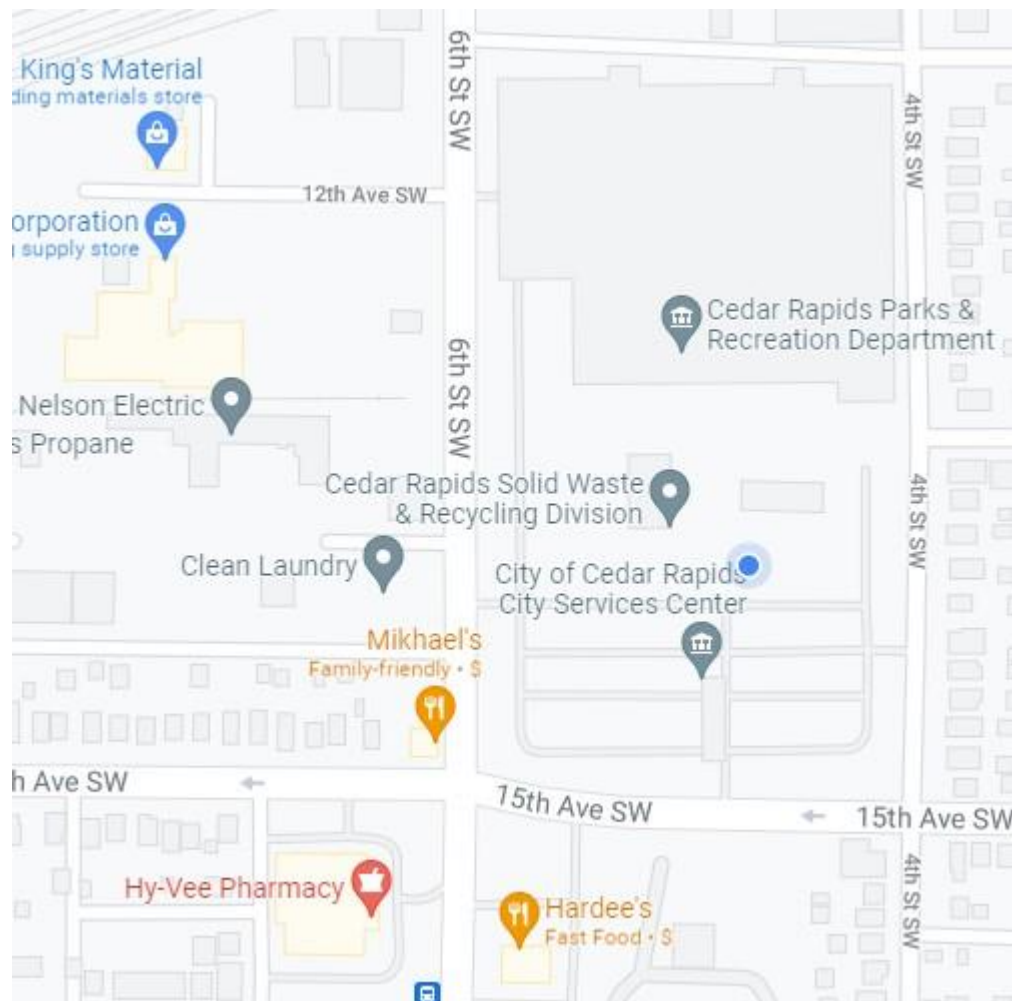 King's Material
ding materials store
6th St SW
4th St SW
12th Ave SW
orporation
supply store
Cedar Rapids Parks &
Recreation Department
6th St SW
Nelson Electric
s Propane
Cedar Rapids Solid Waste
& Recycling Division
4th St SW
Clean Laundry
City of Cedar Rapids
City Services Center
Mikhael's
Family-friendly · $
h Ave SW
15th Ave SW
15th Ave SW
Hy-Vee Pharmacy
Hardee's
Fast Food · $
4th St SW